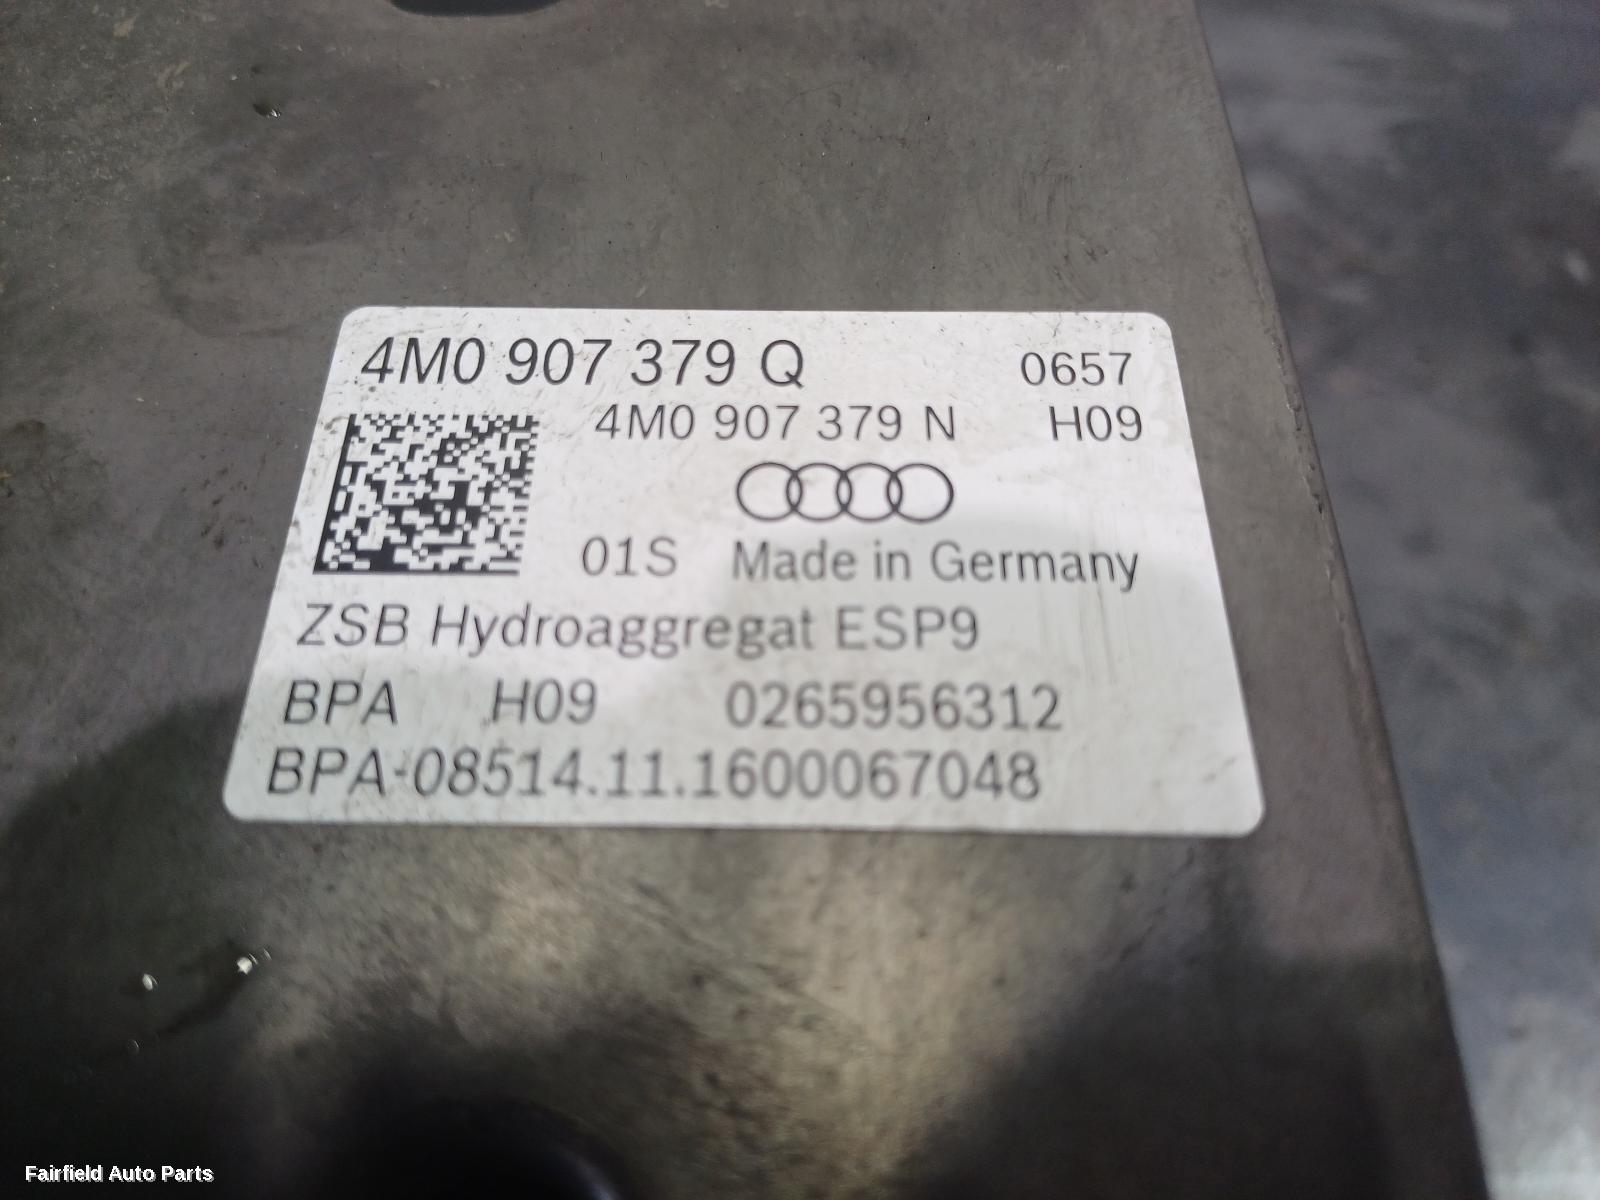 4M0 907 379 Q 0657
4M0 907 379 N H09
01S Made in Germany
ZSB Hydroaggregat ESP9
BPA H09 0265956312
BPA-08514.11.1600067048
Fairfield Auto Parts